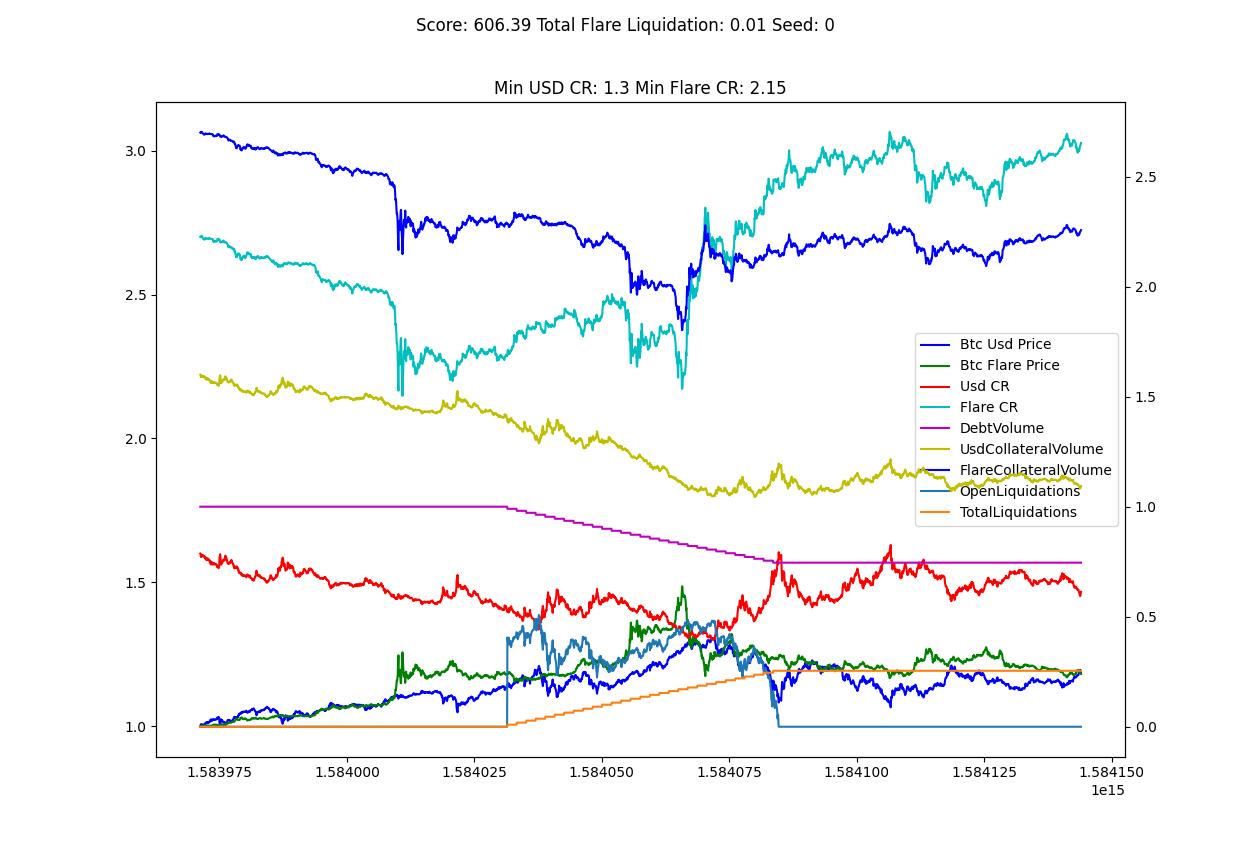 Score: 606.39 Total Flare Liquidation: 0.01 Seed: 0
Min USD CR: 1.3 Min Flare CR: 2.15
3.0
2.5
2.0
1.5
1.0
2.5
2.0
1.5
1.0
0.5
0.0
Btc Usd Price
Btc Flare Price
Usd CR
Flare CR
DebtVolume
UsdCollateralVolume
FlareCollateralVolume
OpenLiquidations
TotalLiquidations
1.583975 1.584000 1.584025 1.584050 1.584075 1.584100 1.584125 1.584150
1e15